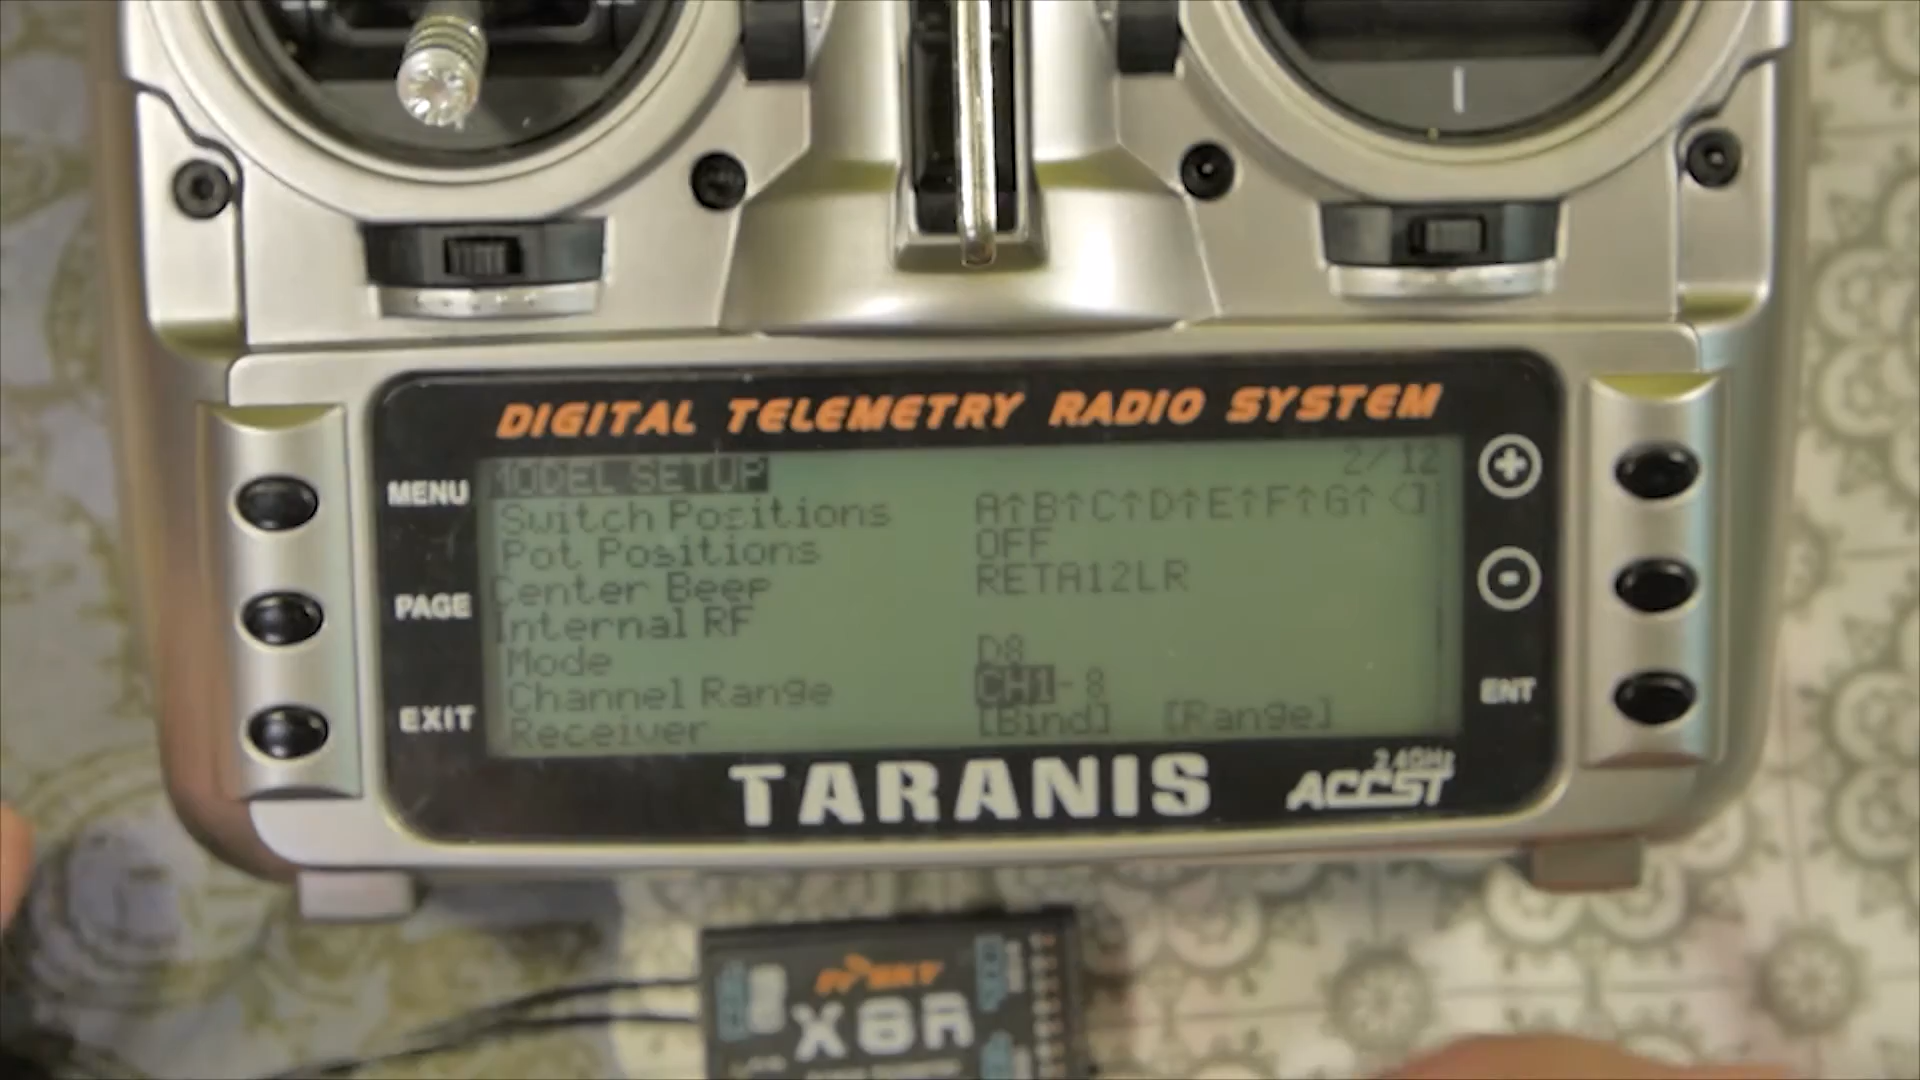 DIGITAL TELEMETRY RADIO SYSTEM
MODEL SETUP 2/12
Switch Positions A↑B↑C↑D↑E↑F↑G↑
Pot Positions OFF
Center Beep RETA12LR
Internal RF
Mode D8
Channel Range CH1-8
Receiver [Bind] [Range]
MENU
PAGE
EXIT
+
-
ENT
TARANIS
2.4GHz
ACCST
FrSKY
X8R